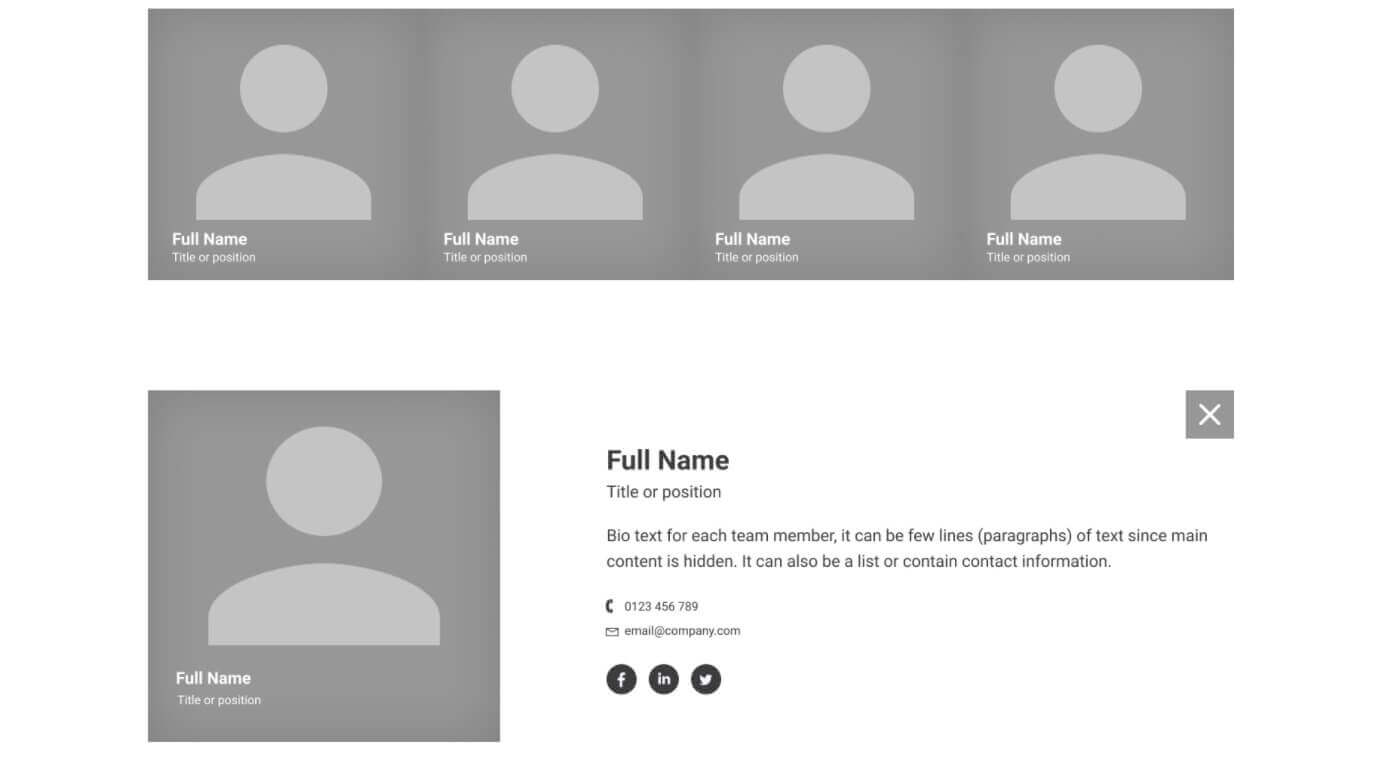 Full Name
Title or position
Full Name
Title or position
Full Name
Title or position
Full Name
Title or position
Full Name
Title or position
Full Name
Title or position
Bio text for each team member, it can be few lines (paragraphs) of text since main
content is hidden. It can also be a list or contain contact information.
0123 456 789
email@company.com
f in